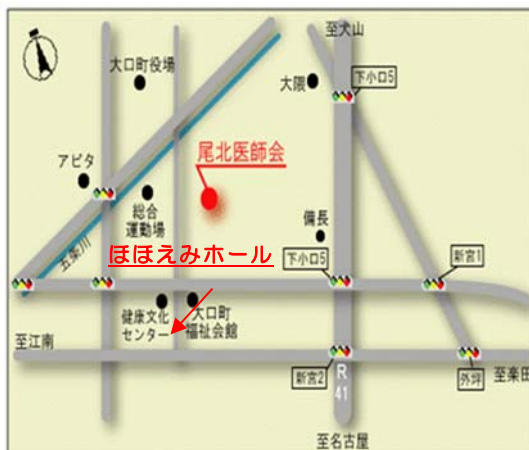 至犬山
大口町役場
大隈
下小口5
尾北医師会
アピタ
総合
運動場
備長
五条川
ほほえみホール
下小口5
新宮1
健康文化
センター
大口町
福祉会館
至江南
新宮2
R
41
外坪
至楽田
至名古屋